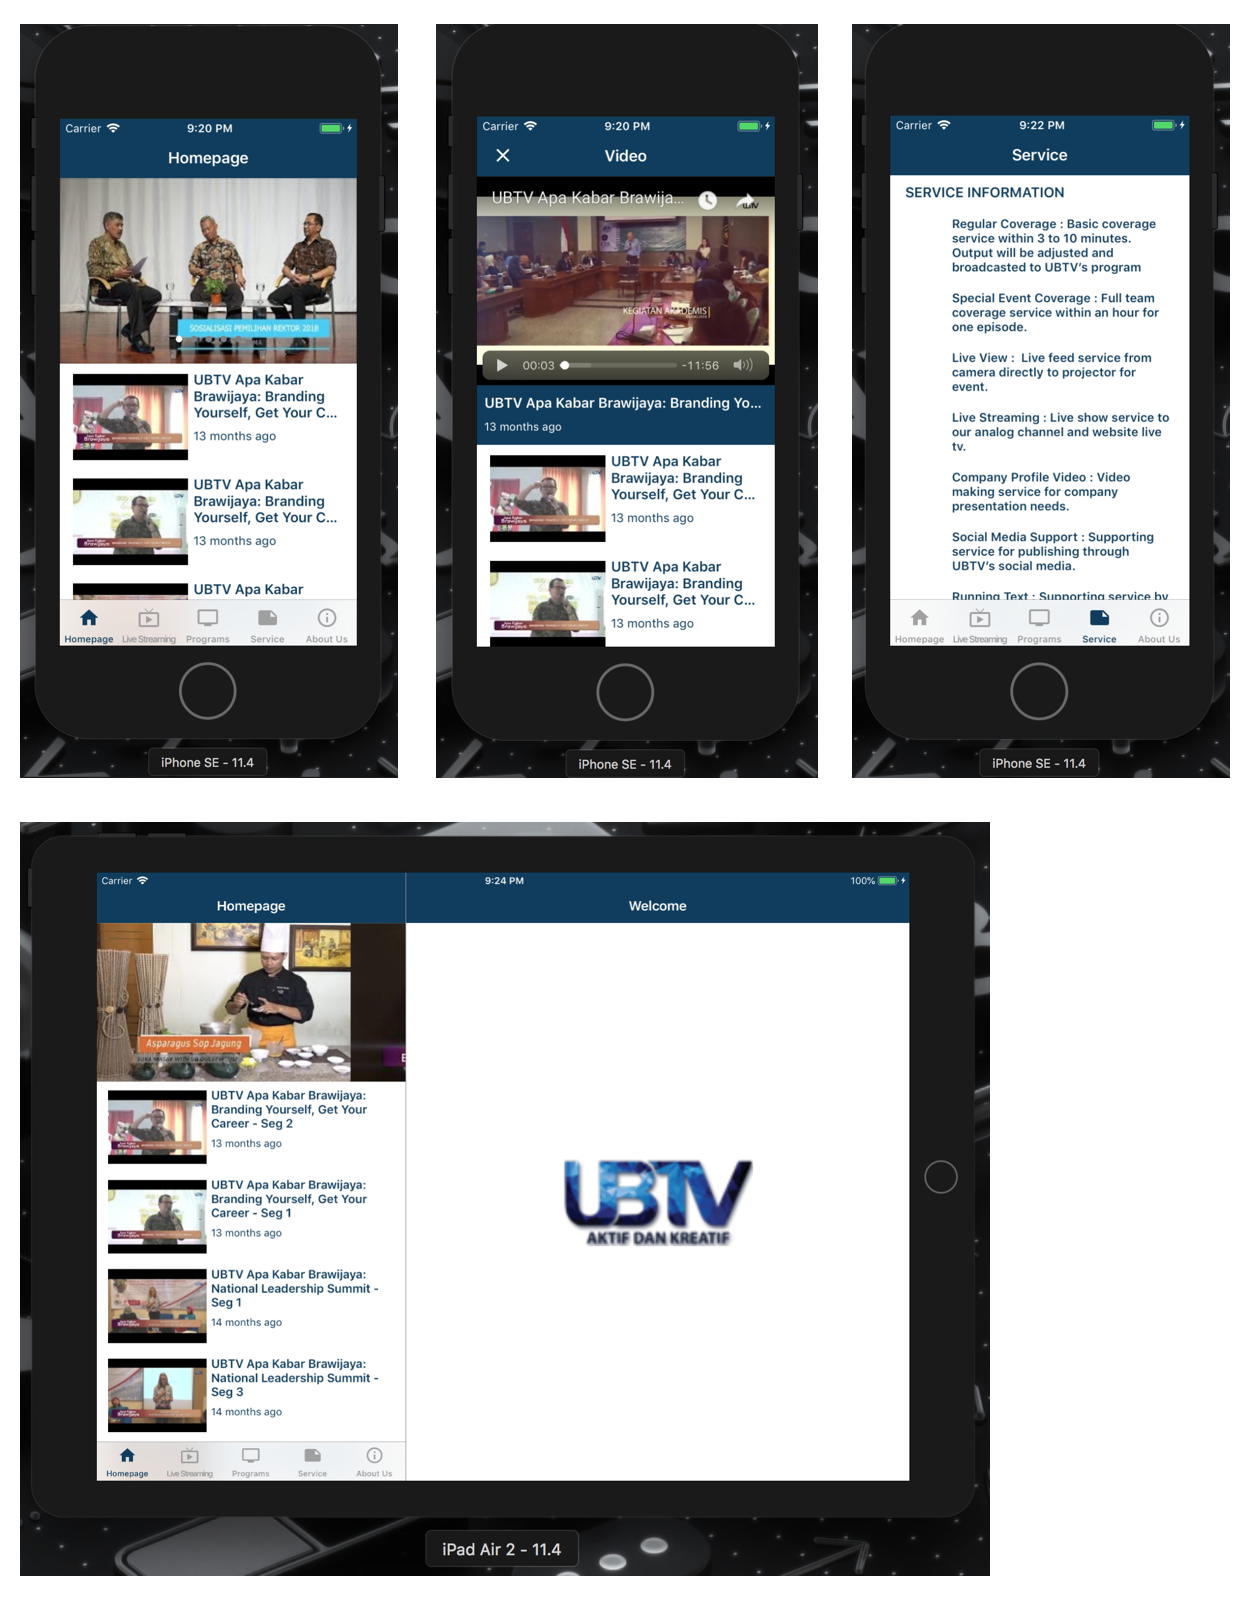 Carrier 9:20 PM
Homepage
SOSIALISASI PEMILIHAN REKTOR 2018
UBTV Apa Kabar
Brawijaya: Branding
Yourself, Get Your C...
13 months ago
UBTV Apa Kabar
Brawijaya: Branding
Yourself, Get Your C...
13 months ago
UBTV Apa Kabar
Homepage Live Streaming Programs Service About Us
iPhone SE - 11.4
Carrier 9:20 PM
Video
UBTV Apa Kabar Brawija...
KEGIATAN AKADEMIS
00:03 -11:56
UBTV Apa Kabar Brawijaya: Branding Yo...
13 months ago
UBTV Apa Kabar
Brawijaya: Branding
Yourself, Get Your C...
13 months ago
UBTV Apa Kabar
Brawijaya: Branding
Yourself, Get Your C...
13 months ago
iPhone SE - 11.4
Carrier 9:22 PM
Service
SERVICE INFORMATION
Regular Coverage : Basic coverage
service within 3 to 10 minutes.
Output will be adjusted and
broadcasted to UBTV's program
Special Event Coverage : Full team
coverage service within an hour for
one episode.
Live View :  Live feed service from
camera directly to projector for
event.
Live Streaming : Live show service to
our analog channel and website live
tv.
Company Profile Video : Video
making service for company
presentation needs.
Social Media Support : Supporting
service for publishing through
UBTV's social media.
Running Text : Supporting service by
Homepage Live Streaming Programs Service About Us
iPhone SE - 11.4
Carrier 9:24 PM 100%
Homepage Welcome
Asparagus Sop Jagung
UBTV Apa Kabar Brawijaya:
Branding Yourself, Get Your
Career - Seg 2
13 months ago
UBTV Apa Kabar Brawijaya:
Branding Yourself, Get Your
Career - Seg 1
13 months ago
UBTV Apa Kabar Brawijaya:
National Leadership Summit -
Seg 1
14 months ago
UBTV Apa Kabar Brawijaya:
National Leadership Summit -
Seg 3
14 months ago
Homepage Live Streaming Programs Service About Us
UBTV
AKTIF DAN KREATIF
iPad Air 2 - 11.4